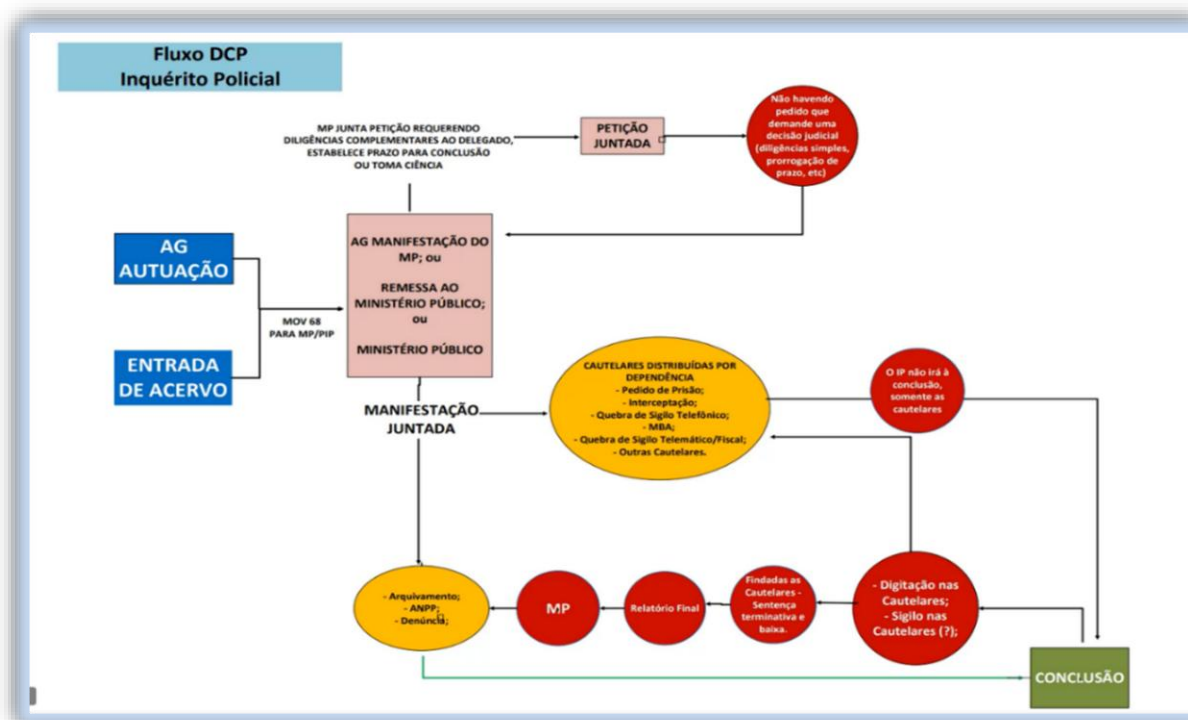 Fluxo DCP
Inquérito Policial
MP JUNTA PETIÇÃO REQUERENDO
DILIGÊNCIAS COMPLEMENTARES AO DELEGADO,
ESTABELECE PRAZO PARA CONCLUSÃO
OU TOMA CIÊNCIA
PETIÇÃO
JUNTADA
Não havendo
pedido que
demande uma
decisão judicial
(diligências simples,
prorrogação de
prazo, etc)
AG
AUTUAÇÃO
ENTRADA
DE ACERVO
MOV 68
PARA MP/PIP
AG MANIFESTAÇÃO DO
MP; ou
REMESSA AO
MINISTÉRIO PÚBLICO;
ou
MINISTÉRIO PÚBLICO
MANIFESTAÇÃO
JUNTADA
CAUTELARES DISTRIBUÍDAS POR
DEPENDÊNCIA
- Pedido de Prisão;
- Interceptação;
- Quebra de Sigilo Telefônico;
- MBA;
- Quebra de Sigilo Telemático/Fiscal;
- Outras Cautelares.
O IP não irá à
conclusão,
somente as
cautelares
- Arquivamento;
- ANPP;
- Denúncia;
MP
Relatório Final
Findadas as
Cautelares -
Sentença
terminativa e
baixa.
- Digitação nas
Cautelares;
- Sigilo nas
Cautelares (?);
CONCLUSÃO